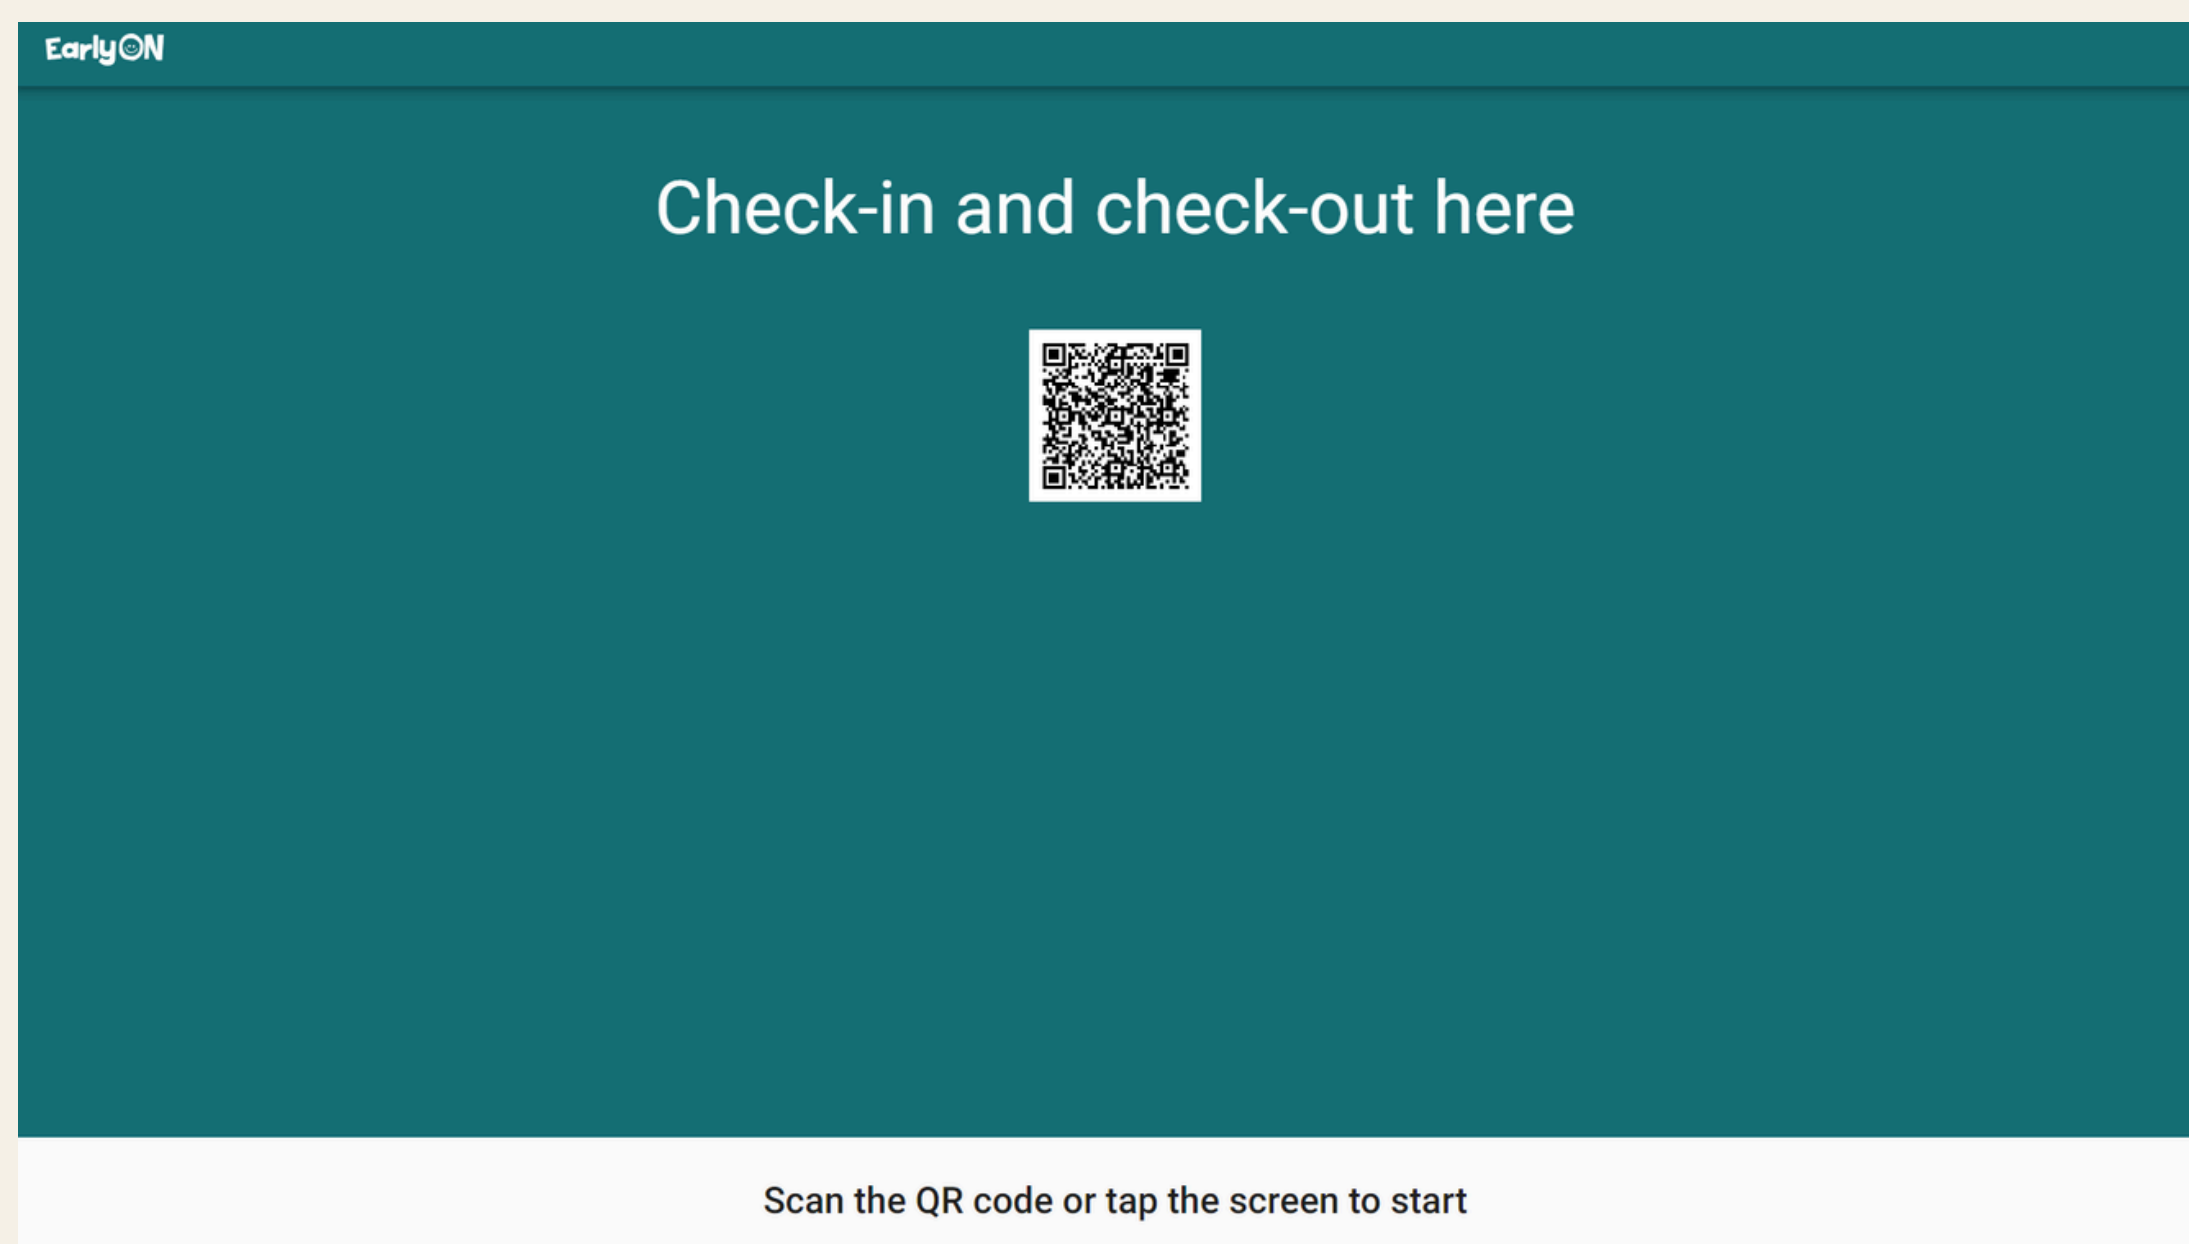 EarlyON
Check-in and check-out here
Scan the QR code or tap the screen to start